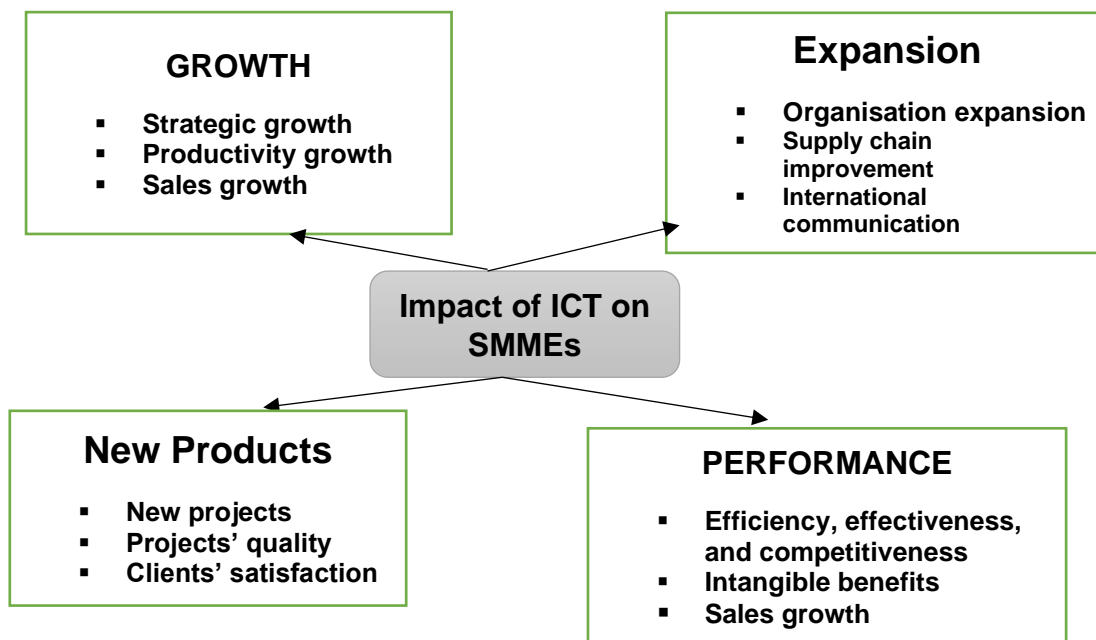 GROWTH
▪ Strategic growth
▪ Productivity growth
▪ Sales growth
Expansion
▪ Organisation expansion
▪ Supply chain
improvement
▪ International
communication
Impact of ICT on
SMMEs
New Products
▪ New projects
▪ Projects’ quality
▪ Clients’ satisfaction
PERFORMANCE
▪ Efficiency, effectiveness,
and competitiveness
▪ Intangible benefits
▪ Sales growth